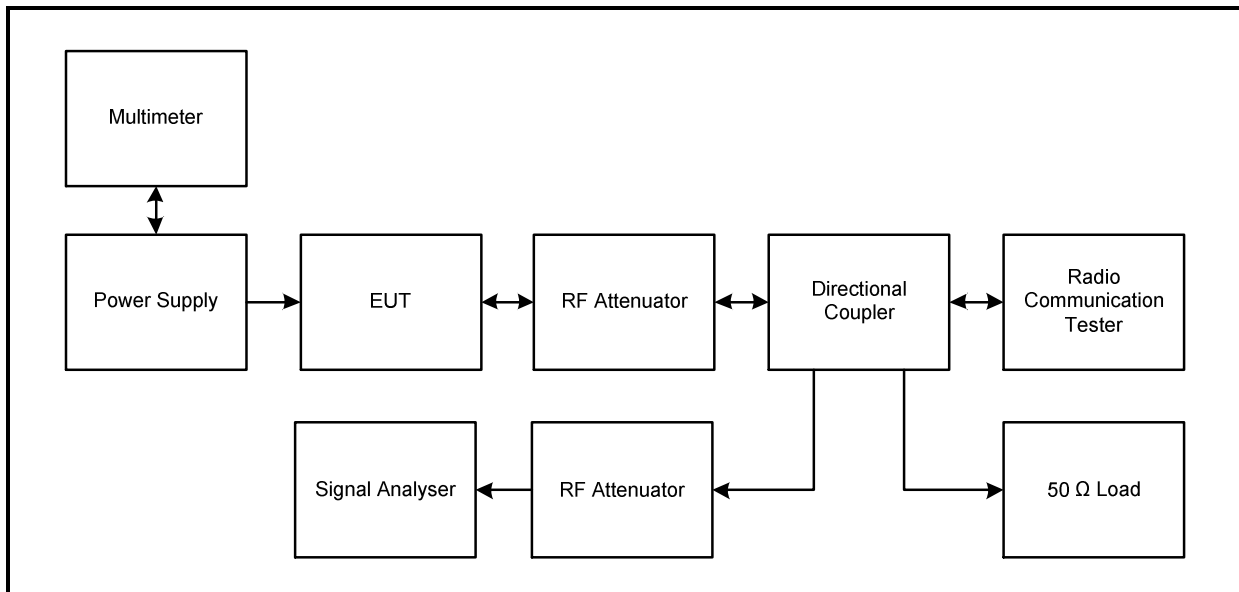 Multimeter
Power Supply
EUT
RF Attenuator
Directional
Coupler
Radio
Communication
Tester
Signal Analyser
RF Attenuator
50 Ω Load